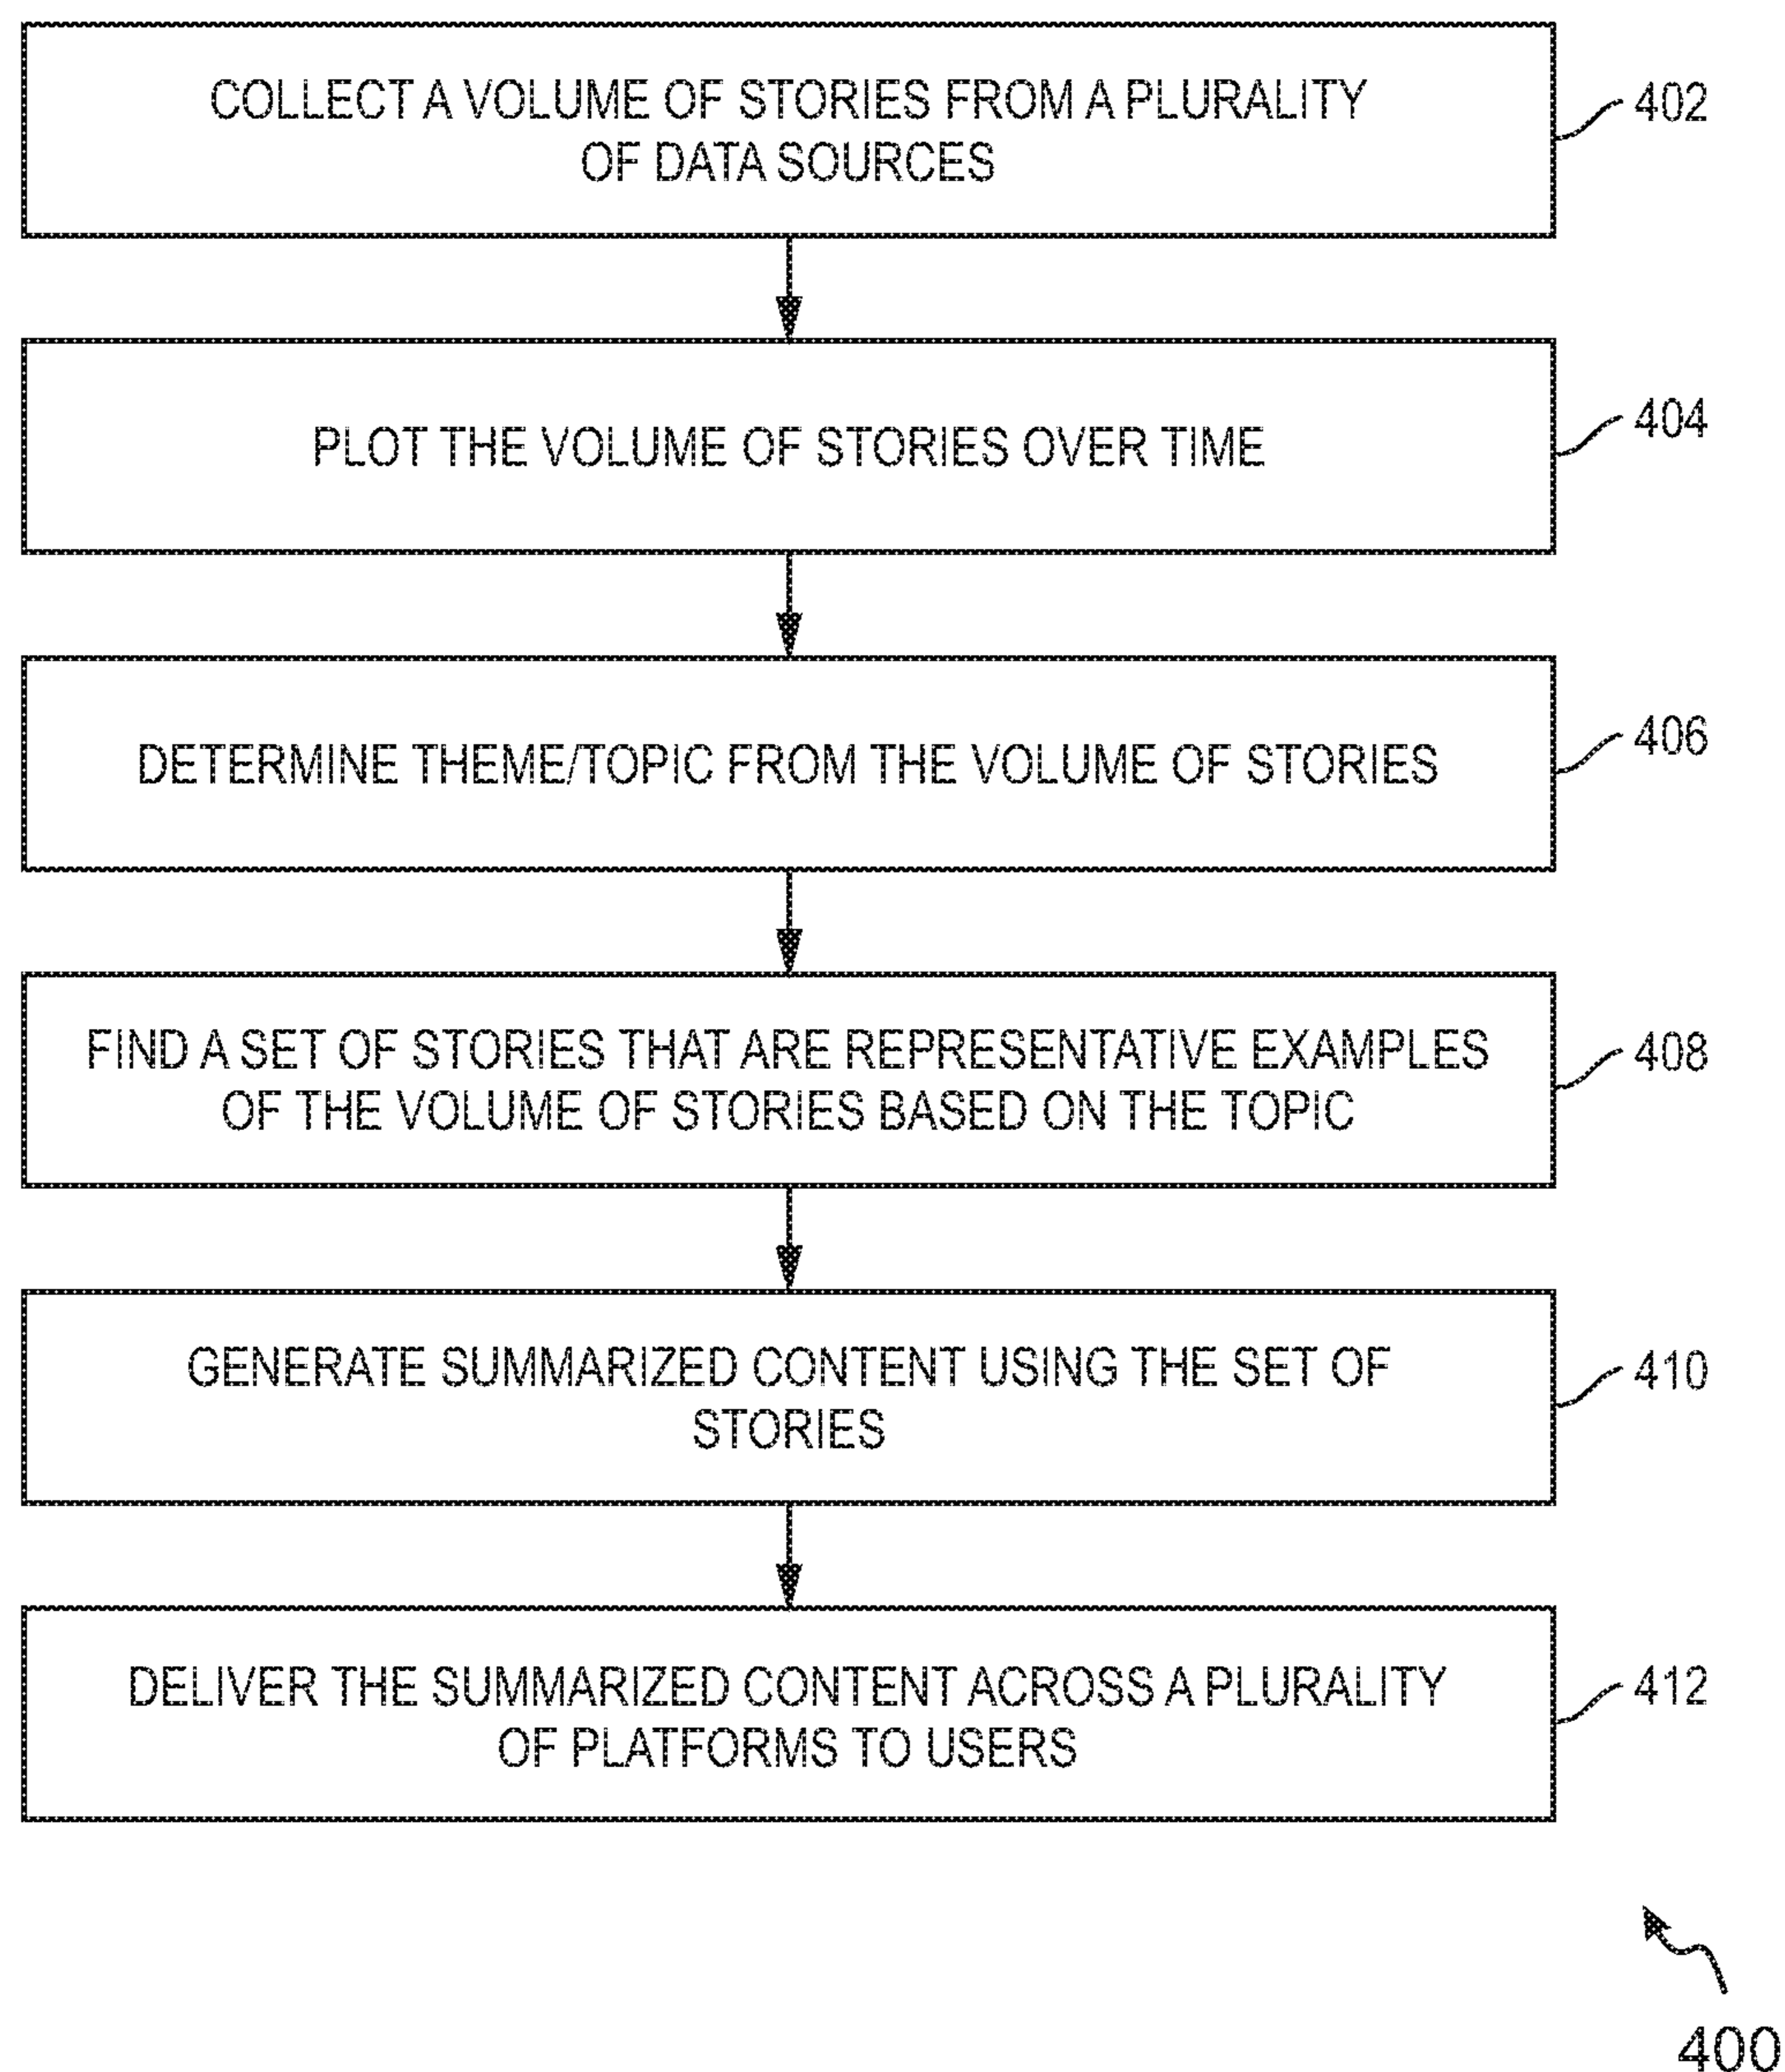 COLLECT A VOLUME OF STORIES FROM A PLURALITY
OF DATA SOURCES
402
PLOT THE VOLUME OF STORIES OVER TIME
404
DETERMINE THEME/TOPIC FROM THE VOLUME OF STORIES
406
FIND A SET OF STORIES THAT ARE REPRESENTATIVE EXAMPLES
OF THE VOLUME OF STORIES BASED ON THE TOPIC
408
GENERATE SUMMARIZED CONTENT USING THE SET OF
STORIES
410
DELIVER THE SUMMARIZED CONTENT ACROSS A PLURALITY
OF PLATFORMS TO USERS
412
400